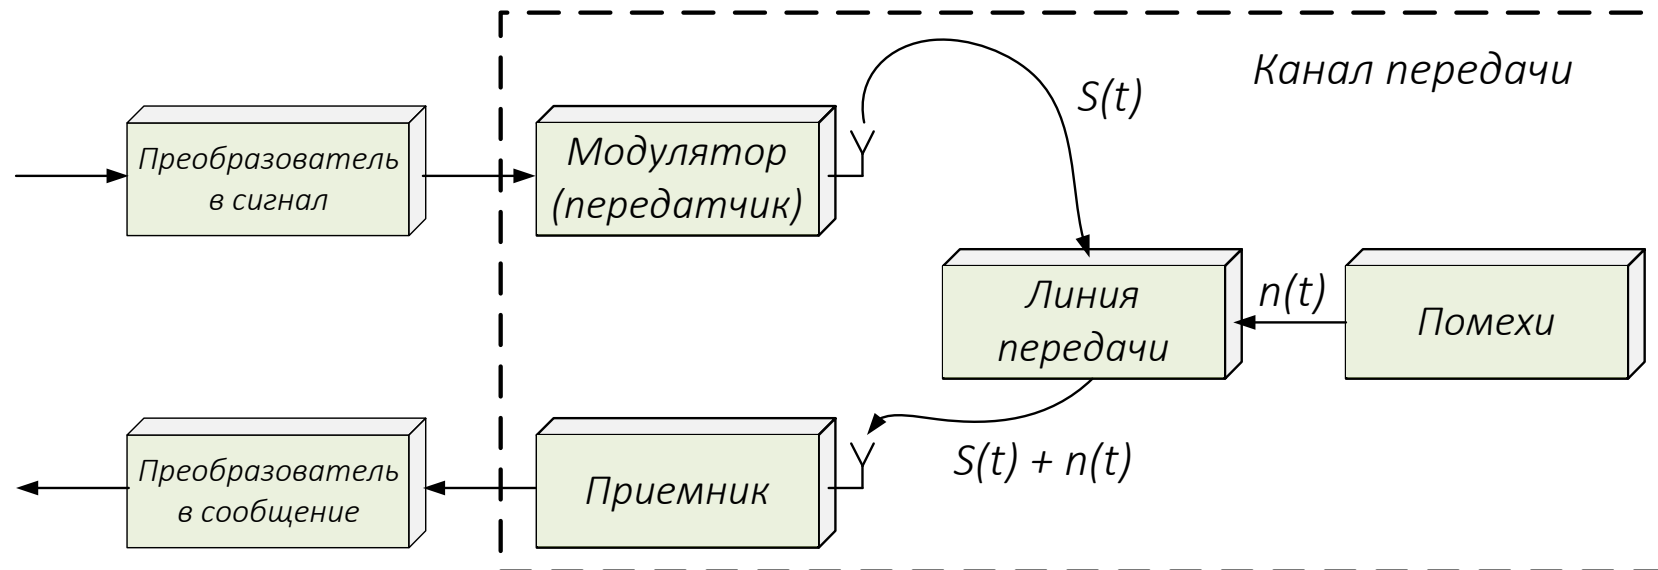 Канал передачи
S(t)
Преобразователь
в сигнал
Модулятор
(передатчик)
Линия
передачи
n(t)
Помехи
Преобразователь
в сообщение
Приемник
S(t) + n(t)